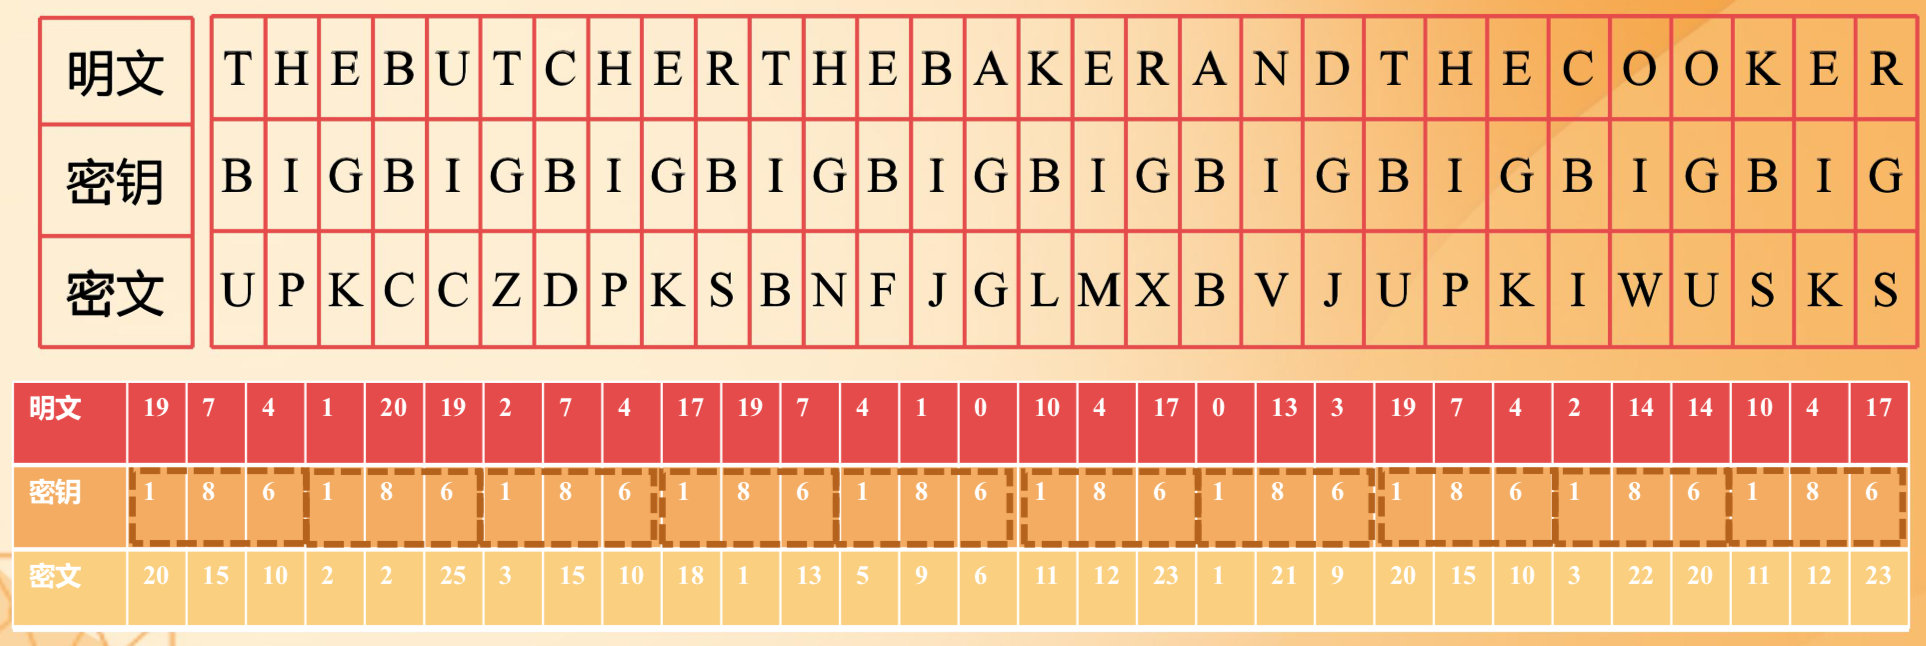 明文 T H E B U T C H E R T H E B A K E R A N D T H E C O O K E R
密钥 B I G B I G B I G B I G B I G B I G B I G B I G B I G B I G
密文 U P K C C Z D P K S B N F J G L M X B V J U P K I W U S K S
明文 19 7 4 1 20 19 2 7 4 17 19 7 4 1 0 10 4 17 0 13 3 19 7 4 2 14 14 10 4 17
密钥 1 8 6 1 8 6 1 8 6 1 8 6 1 8 6 1 8 6 1 8 6 1 8 6 1 8 6 1 8 6
密文 20 15 10 2 2 25 3 15 10 18 1 13 5 9 6 11 12 23 1 21 9 20 15 10 3 22 20 11 12 23